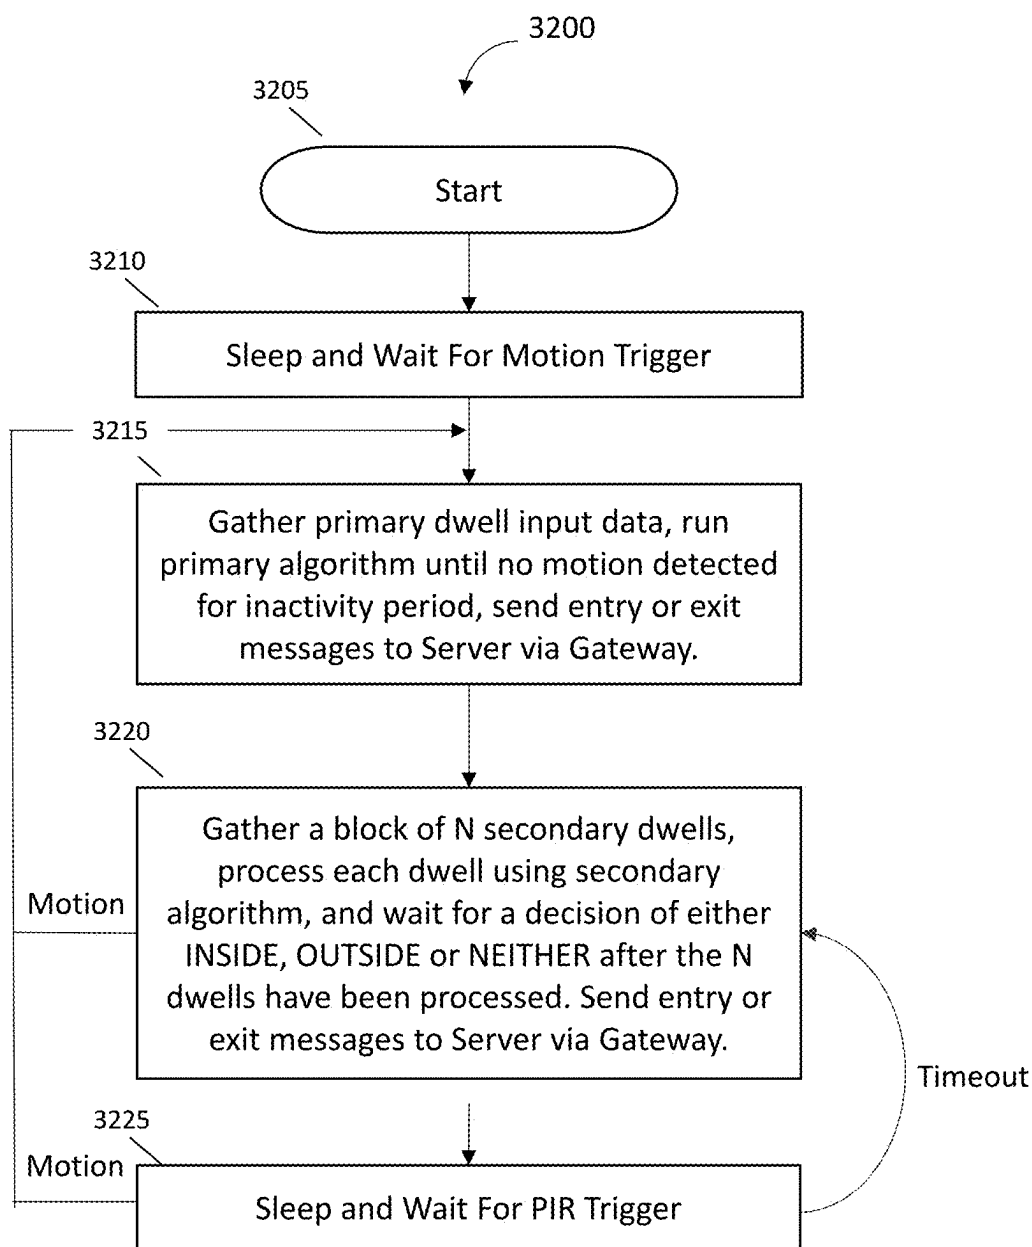 3200
3205
Start
3210
Sleep and Wait For Motion Trigger
3215
Gather primary dwell input data, run
primary algorithm until no motion detected
for inactivity period, send entry or exit
messages to Server via Gateway.
3220
Gather a block of N secondary dwells,
process each dwell using secondary
algorithm, and wait for a decision of either
INSIDE, OUTSIDE or NEITHER after the N
dwells have been processed. Send entry or
exit messages to Server via Gateway.
Motion
Timeout
3225
Motion
Sleep and Wait For PIR Trigger